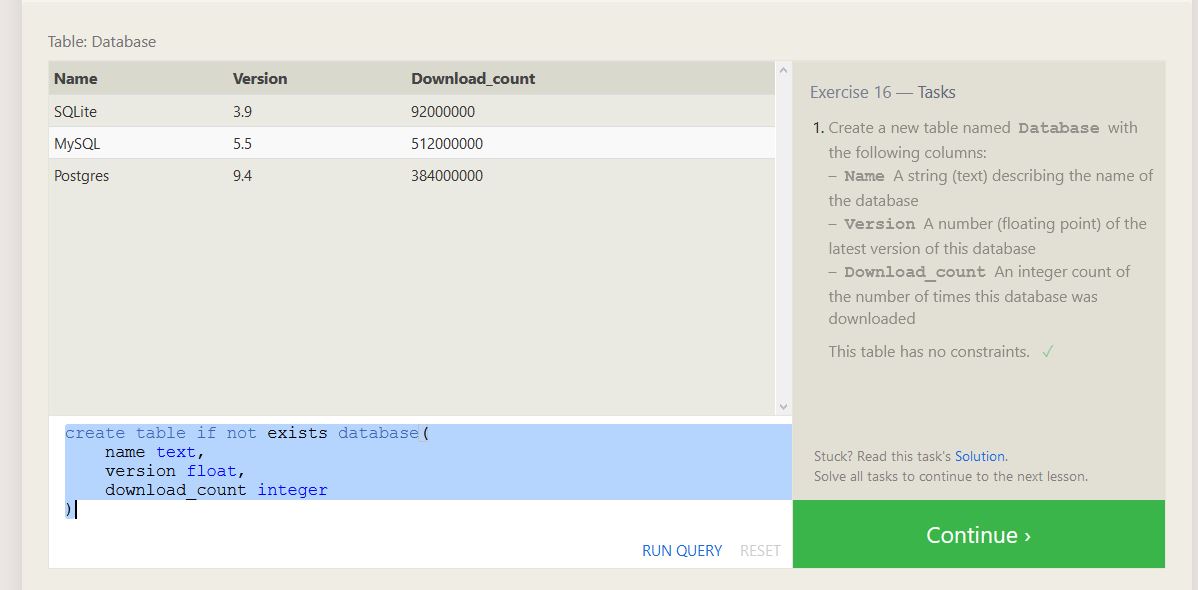 Table: Database
Name Version Download_count
SQLite 3.9 92000000
MySQL 5.5 512000000
Postgres 9.4 384000000
create table if not exists database(
name text,
version float,
download_count integer
)
RUN QUERY RESET
Exercise 16 — Tasks
1. Create a new table named Database with
the following columns:
– Name A string (text) describing the name of
the database
– Version A number (floating point) of the
latest version of this database
– Download_count An integer count of
the number of times this database was
downloaded
This table has no constraints. ✓
Stuck? Read this task's Solution.
Solve all tasks to continue to the next lesson.
Continue ›